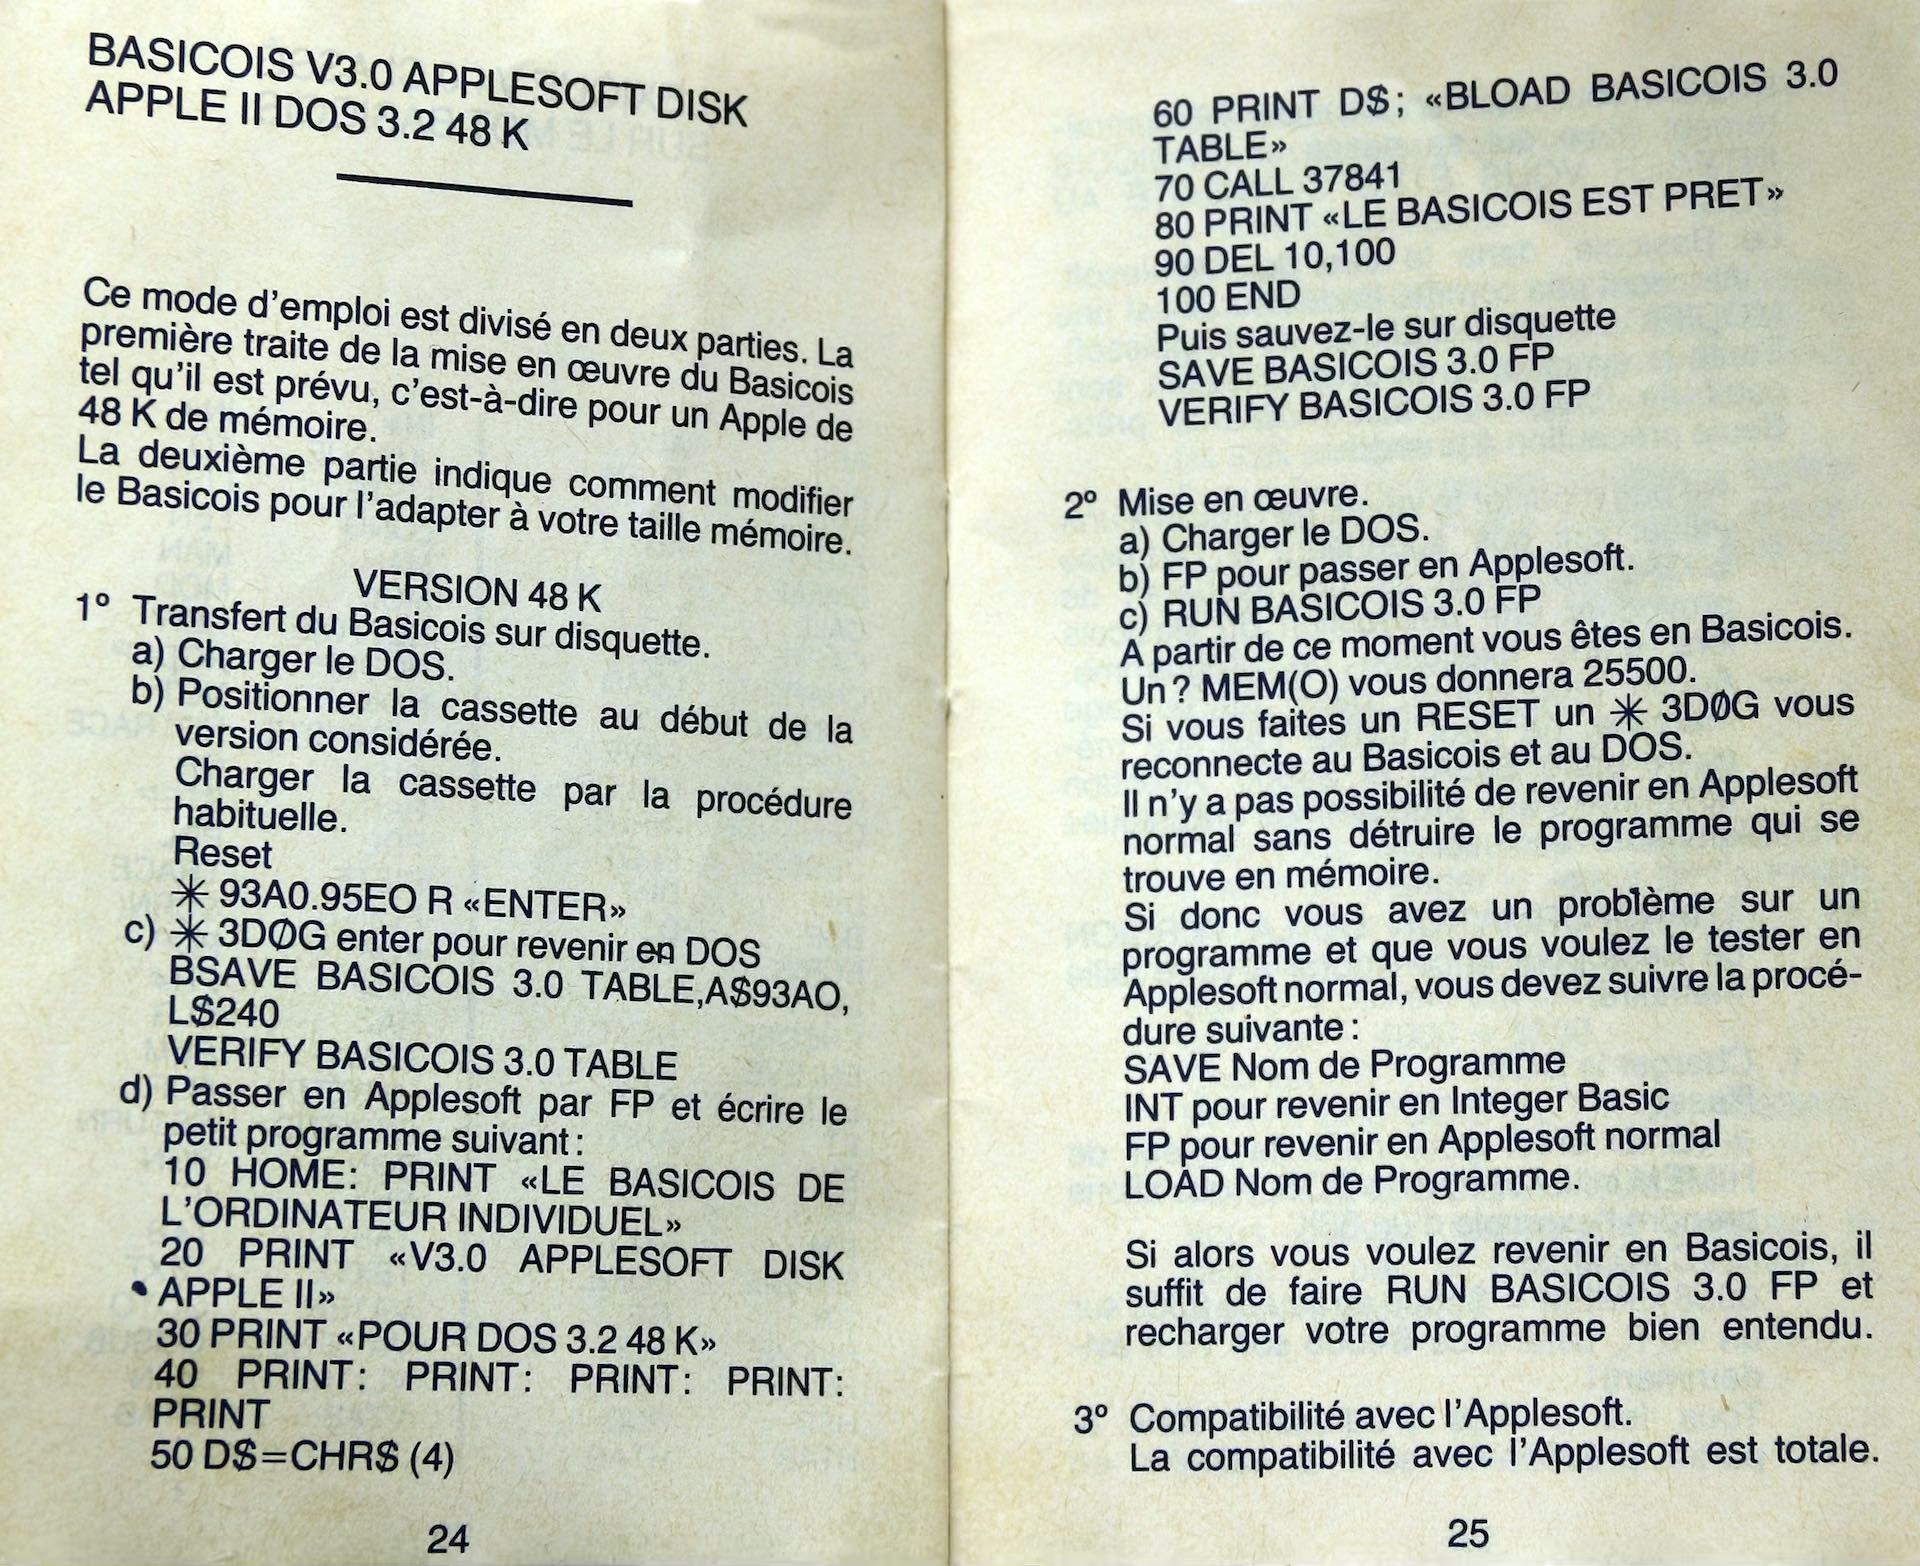 BASICOIS V3.0 APPLESOFT DISK
APPLE II DOS 3.2 48 K
Ce mode d'emploi est divisé en deux parties. La
première traite de la mise en œuvre du Basicois
tel qu'il est prévu, c'est-à-dire pour un Apple de
48 K de mémoire.
La deuxième partie indique comment modifier
le Basicois pour l'adapter à votre taille mémoire.
VERSION 48 K
1º Transfert du Basicois sur disquette.
a) Charger le DOS.
b) Positionner la cassette au début de la
version considérée.
Charger la cassette par la procédure
habituelle.
Reset
✳ 93A0.95EO R «ENTER»
c) ✳ 3DØG enter pour revenir en DOS
BSAVE BASICOIS 3.0 TABLE,A$93AO,
L$240
VERIFY BASICOIS 3.0 TABLE
d) Passer en Applesoft par FP et écrire le
petit programme suivant :
10 HOME: PRINT «LE BASICOIS DE
L'ORDINATEUR INDIVIDUEL»
20 PRINT «V3.0 APPLESOFT DISK
APPLE II»
30 PRINT «POUR DOS 3.2 48 K»
40 PRINT: PRINT: PRINT: PRINT:
PRINT
50 D$=CHR$ (4)
24
60 PRINT D$; «BLOAD BASICOIS 3.0
TABLE»
70 CALL 37841
80 PRINT «LE BASICOIS EST PRET»
90 DEL 10,100
100 END
Puis sauvez-le sur disquette
SAVE BASICOIS 3.0 FP
VERIFY BASICOIS 3.0 FP
2º Mise en œuvre.
a) Charger le DOS.
b) FP pour passer en Applesoft.
c) RUN BASICOIS 3.0 FP
A partir de ce moment vous êtes en Basicois.
Un ? MEM(O) vous donnera 25500.
Si vous faites un RESET un ✳ 3DØG vous
reconnecte au Basicois et au DOS.
Il n'y a pas possibilité de revenir en Applesoft
normal sans détruire le programme qui se
trouve en mémoire.
Si donc vous avez un problème sur un
programme et que vous voulez le tester en
Applesoft normal, vous devez suivre la procé-
dure suivante :
SAVE Nom de Programme
INT pour revenir en Integer Basic
FP pour revenir en Applesoft normal
LOAD Nom de Programme.
Si alors vous voulez revenir en Basicois, il
suffit de faire RUN BASICOIS 3.0 FP et
recharger votre programme bien entendu.
3º Compatibilité avec l'Applesoft.
La compatibilité avec l'Applesoft est totale.
25